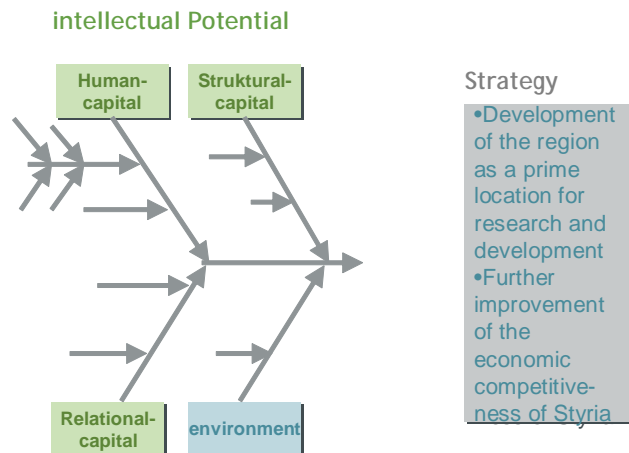 intellectual Potential
Human-
capital
Struktural-
capital
Relational-
capital
environment
Strategy
•Development
of the region
as a prime
location for
research and
development
•Further
improvement
of the
economic
competitive-
ness of Styria